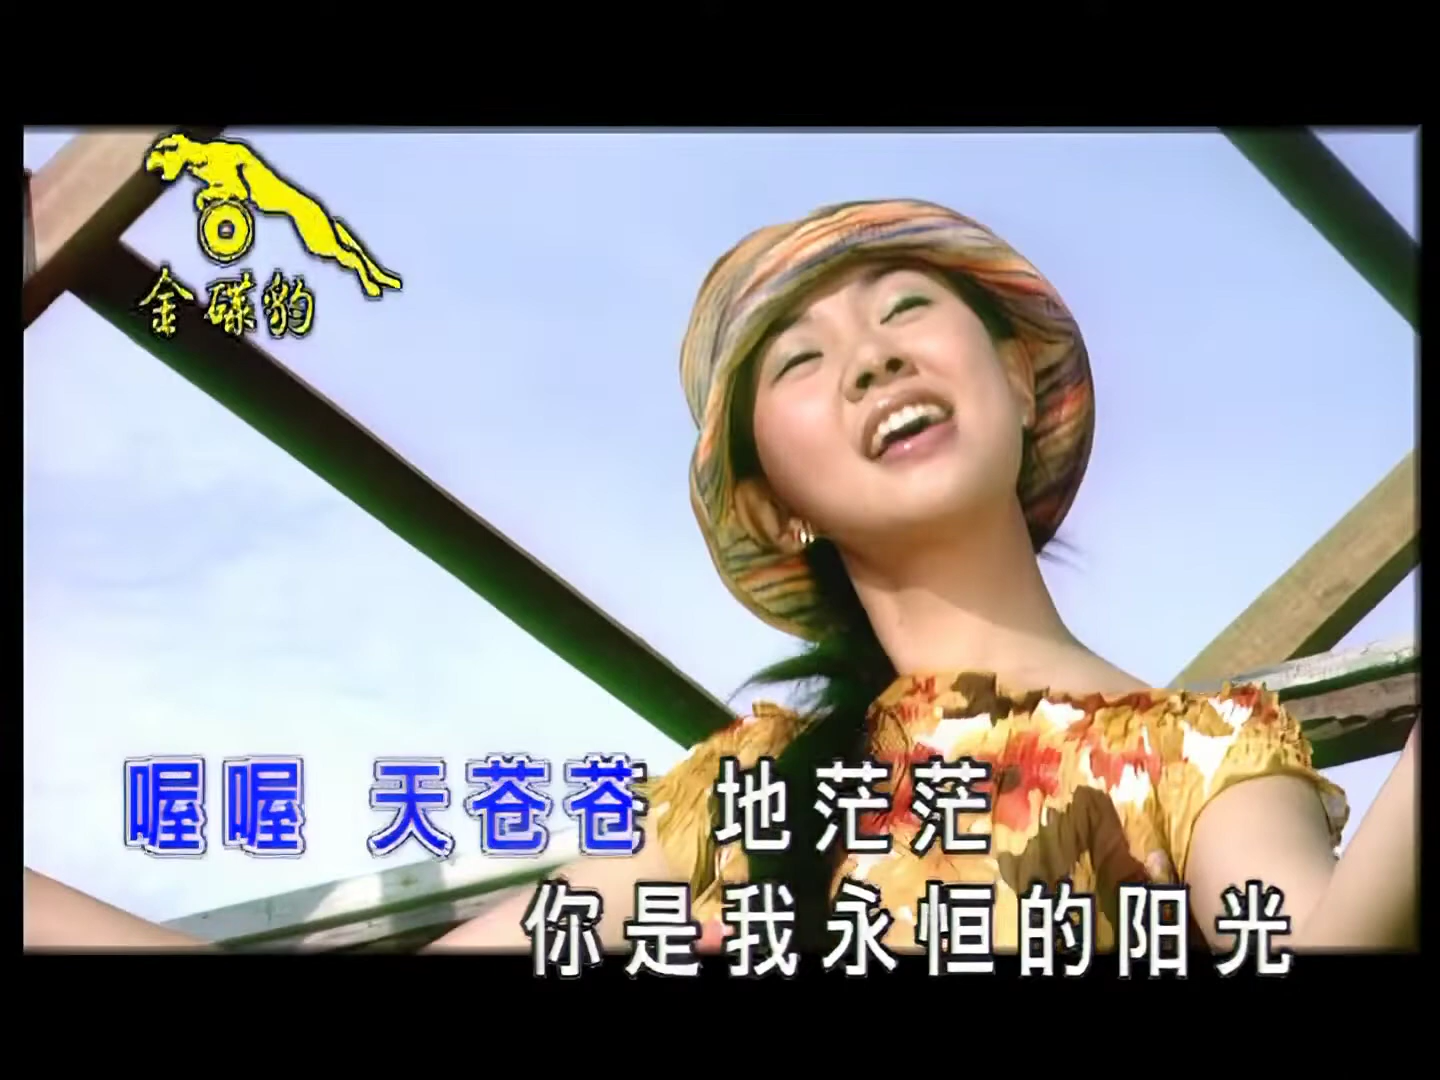 金碟豹
喔喔 天苍苍 地茫茫
你是我永恒的阳光